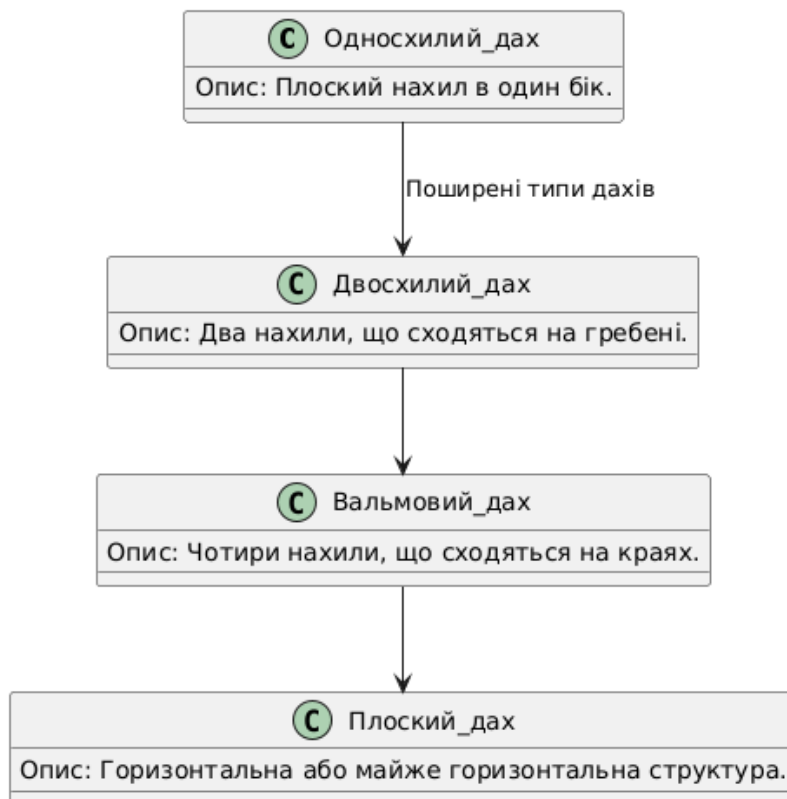 C Односхилий_дах
Опис: Плоский нахил в один бік.
Поширені типи дахів
C Двосхилий_дах
Опис: Два нахили, що сходяться на гребені.
C Вальмовий_дах
Опис: Чотири нахили, що сходяться на краях.
C Плоский_дах
Опис: Горизонтальна або майже горизонтальна структура.